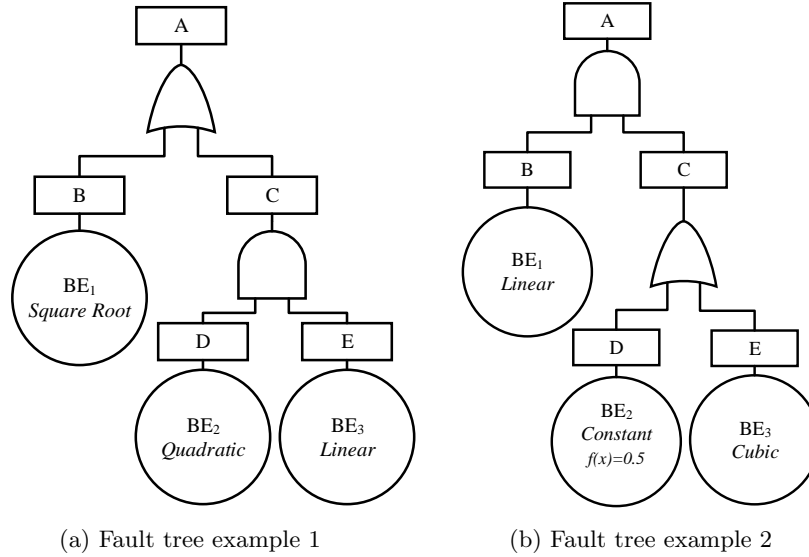 A
B
C
BE₁
Square Root
D
E
BE₂
Quadratic
BE₃
Linear
(a) Fault tree example 1
A
B
C
BE₁
Linear
D
E
BE₂
Constant
f(x)=0.5
BE₃
Cubic
(b) Fault tree example 2